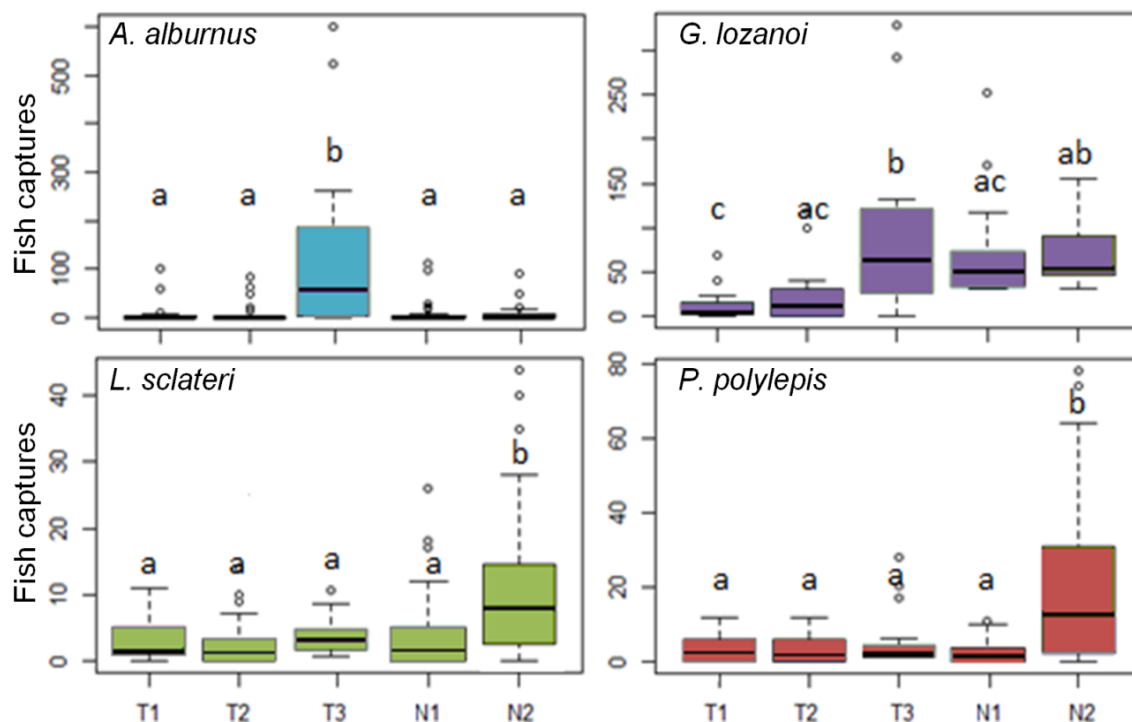 A. alburnus
Fish captures
500
300
100
0
a a b a a
G. lozanoi
250
150
50
0
c ac b ac ab
L. sclateri
Fish captures
40
30
20
10
0
a a a a b
T1 T2 T3 N1 N2
P. polylepis
80
60
40
20
0
a a a a b
T1 T2 T3 N1 N2